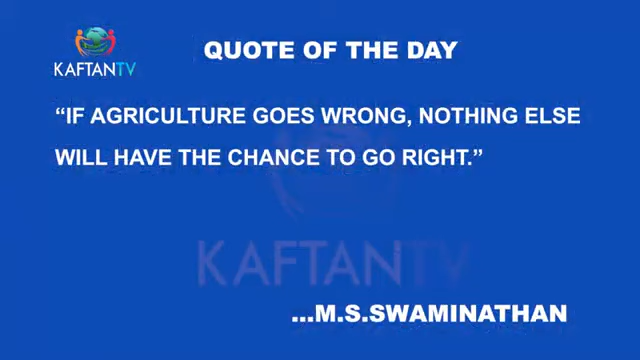 QUOTE OF THE DAY
KAFTANTV
“IF AGRICULTURE GOES WRONG, NOTHING ELSE
WILL HAVE THE CHANCE TO GO RIGHT.”
KAFTANTV
...M.S.SWAMINATHAN